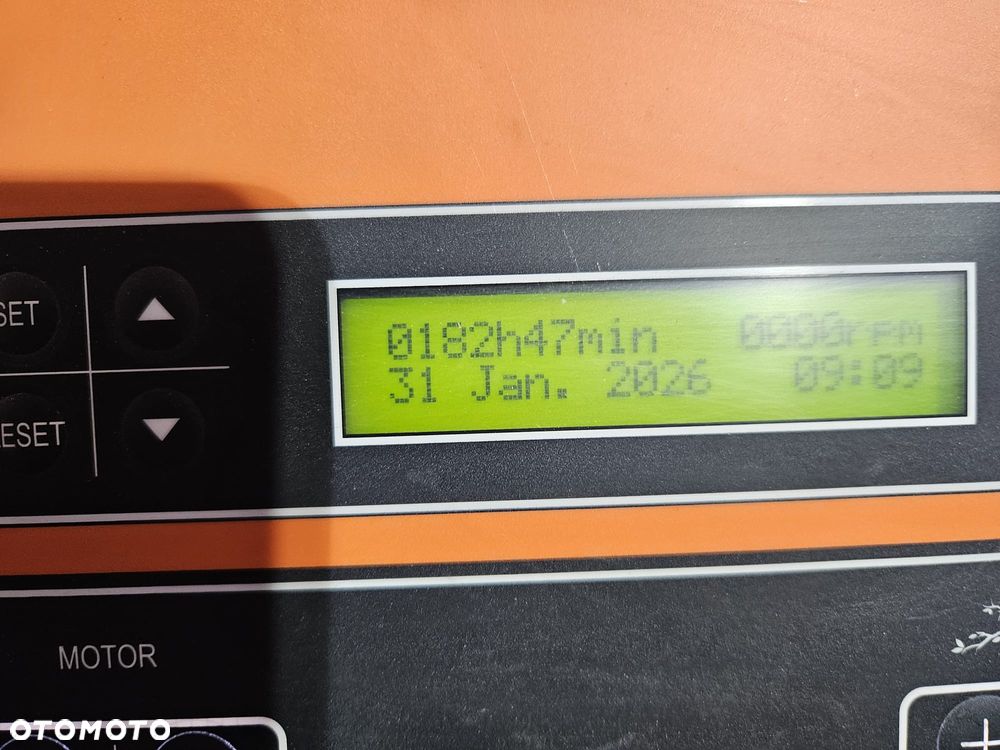 SET
0182h47min 0000rPM
31 Jan. 2026 09:09
ESET
MOTOR
OTOMOTO